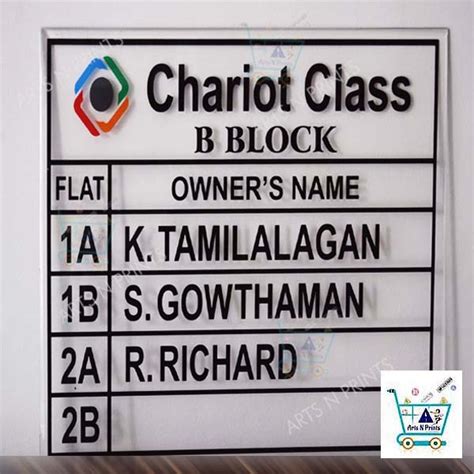 Chariot Class
B BLOCK
FLAT OWNER'S NAME
1A K. TAMILALAGAN
1B S. GOWTHAMAN
2A R. RICHARD
2B
Arts N Prints
ARTS N PRINTS